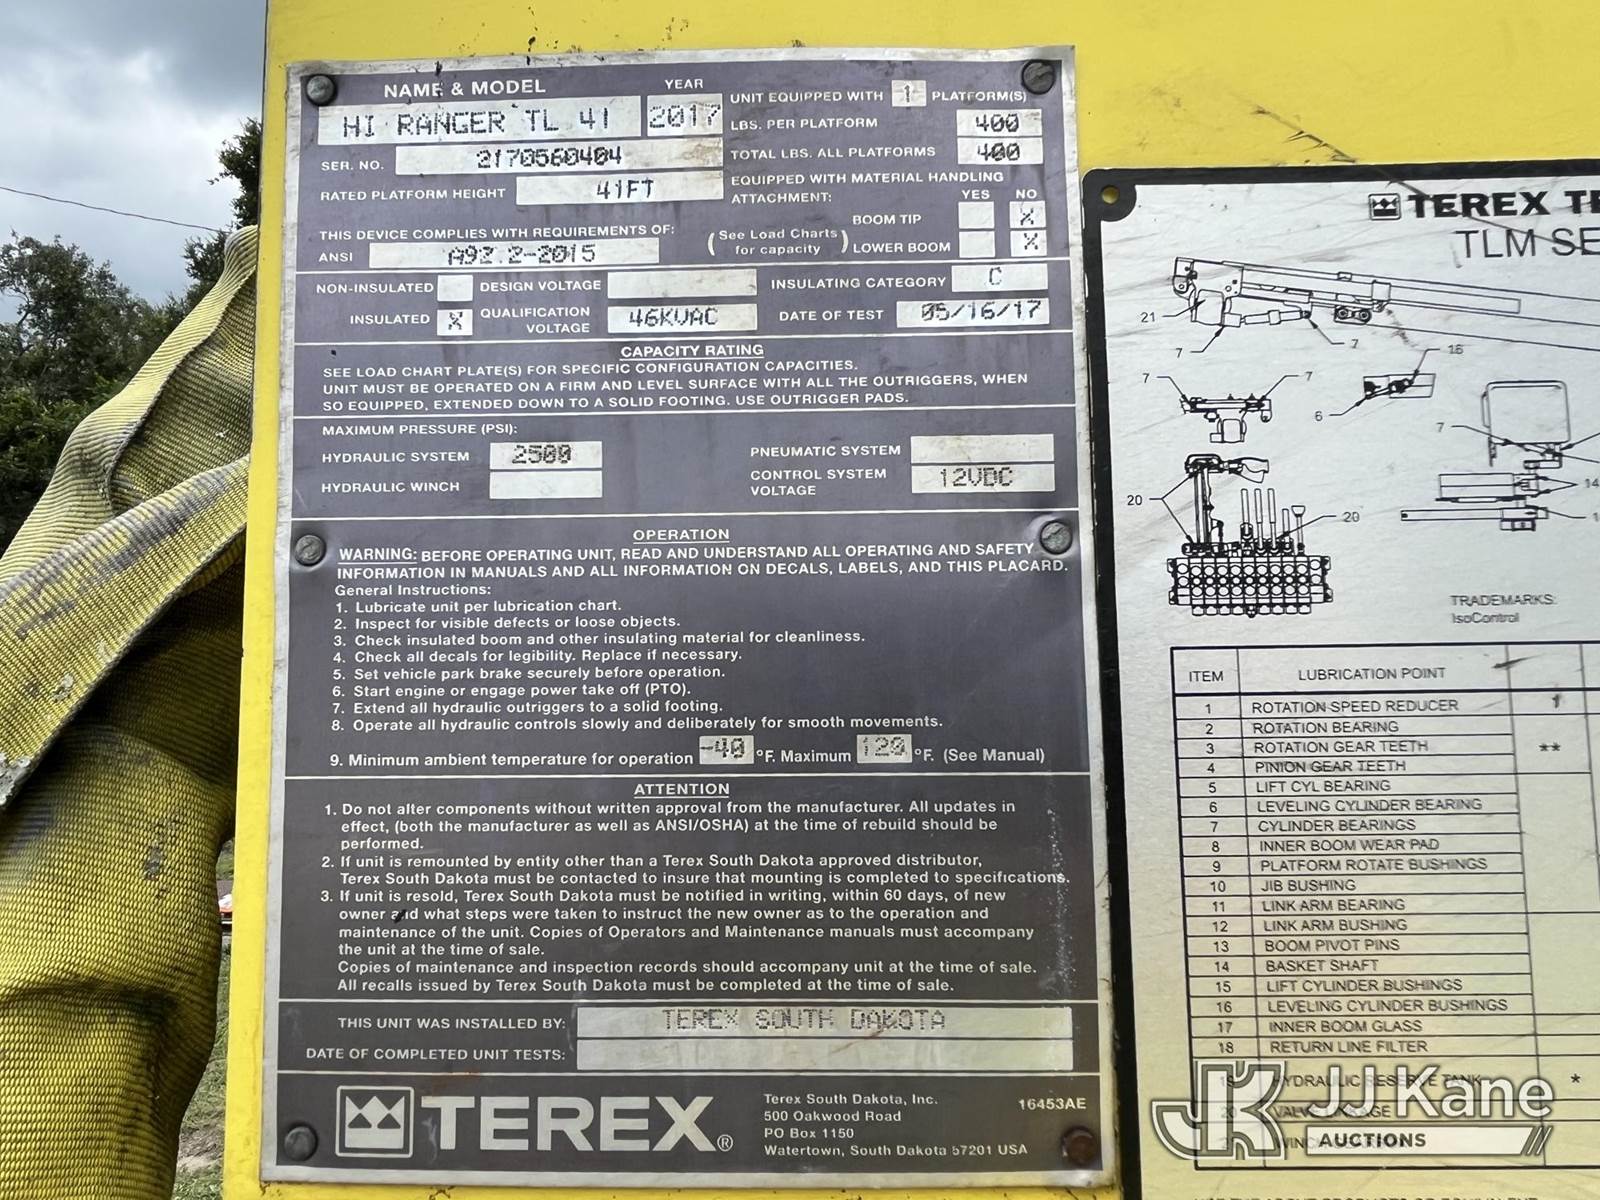 NAME & MODEL YEAR
HI RANGER TL 41 2017
SER. NO. 2170560404
RATED PLATFORM HEIGHT 41FT
THIS DEVICE COMPLIES WITH REQUIREMENTS OF:
ANSI A92.2-2015
UNIT EQUIPPED WITH 1 PLATFORM(S)
LBS. PER PLATFORM 400
TOTAL LBS. ALL PLATFORMS 400
EQUIPPED WITH MATERIAL HANDLING
ATTACHMENT: YES NO
BOOM TIP X
(See Load Charts for capacity) LOWER BOOM X
NON-INSULATED DESIGN VOLTAGE INSULATING CATEGORY C
INSULATED X QUALIFICATION VOLTAGE 46KVAC DATE OF TEST 05/16/17
CAPACITY RATING
SEE LOAD CHART PLATE(S) FOR SPECIFIC CONFIGURATION CAPACITIES.
UNIT MUST BE OPERATED ON A FIRM AND LEVEL SURFACE WITH ALL THE OUTRIGGERS, WHEN
SO EQUIPPED, EXTENDED DOWN TO A SOLID FOOTING. USE OUTRIGGER PADS.
MAXIMUM PRESSURE (PSI):
HYDRAULIC SYSTEM 2500 PNEUMATIC SYSTEM
HYDRAULIC WINCH CONTROL SYSTEM VOLTAGE 12VDC
OPERATION
WARNING: BEFORE OPERATING UNIT, READ AND UNDERSTAND ALL OPERATING AND SAFETY
INFORMATION IN MANUALS AND ALL INFORMATION ON DECALS, LABELS, AND THIS PLACARD.
General Instructions:
1. Lubricate unit per lubrication chart.
2. Inspect for visible defects or loose objects.
3. Check insulated boom and other insulating material for cleanliness.
4. Check all decals for legibility. Replace if necessary.
5. Set vehicle park brake securely before operation.
6. Start engine or engage power take off (PTO).
7. Extend all hydraulic outriggers to a solid footing.
8. Operate all hydraulic controls slowly and deliberately for smooth movements.
9. Minimum ambient temperature for operation -40 °F. Maximum 120 °F. (See Manual)
ATTENTION
1. Do not alter components without written approval from the manufacturer. All updates in
effect, (both the manufacturer as well as ANSI/OSHA) at the time of rebuild should be
performed.
2. If unit is remounted by entity other than a Terex South Dakota approved distributor,
Terex South Dakota must be contacted to insure that mounting is completed to specifications.
3. If unit is resold, Terex South Dakota must be notified in writing, within 60 days, of new
owner and what steps were taken to instruct the new owner as to the operation and
maintenance of the unit. Copies of Operators and Maintenance manuals must accompany
the unit at the time of sale.
Copies of maintenance and inspection records should accompany unit at the time of sale.
All recalls issued by Terex South Dakota must be completed at the time of sale.
THIS UNIT WAS INSTALLED BY: TEREX SOUTH DAKOTA
DATE OF COMPLETED UNIT TESTS:
TEREX®
Terex South Dakota, Inc.
500 Oakwood Road
PO Box 1150
Watertown, South Dakota 57201 USA
16453AE
TEREX
TLM
21
7
7
16
7
7
6
7
20
20
14
TRADEMARKS:
IsoControl
ITEM LUBRICATION POINT
1 ROTATION SPEED REDUCER
2 ROTATION BEARING
3 ROTATION GEAR TEETH **
4 PINION GEAR TEETH
5 LIFT CYL BEARING
6 LEVELING CYLINDER BEARING
7 CYLINDER BEARINGS
8 INNER BOOM WEAR PAD
9 PLATFORM ROTATE BUSHINGS
10 JIB BUSHING
11 LINK ARM BEARING
12 LINK ARM BUSHING
13 BOOM PIVOT PINS
14 BASKET SHAFT
15 LIFT CYLINDER BUSHINGS
16 LEVELING CYLINDER BUSHINGS
17 INNER BOOM GLASS
18 RETURN LINE FILTER
19 HYDRAULIC RESERVE TANK *
20
JK JJ Kane
AUCTIONS